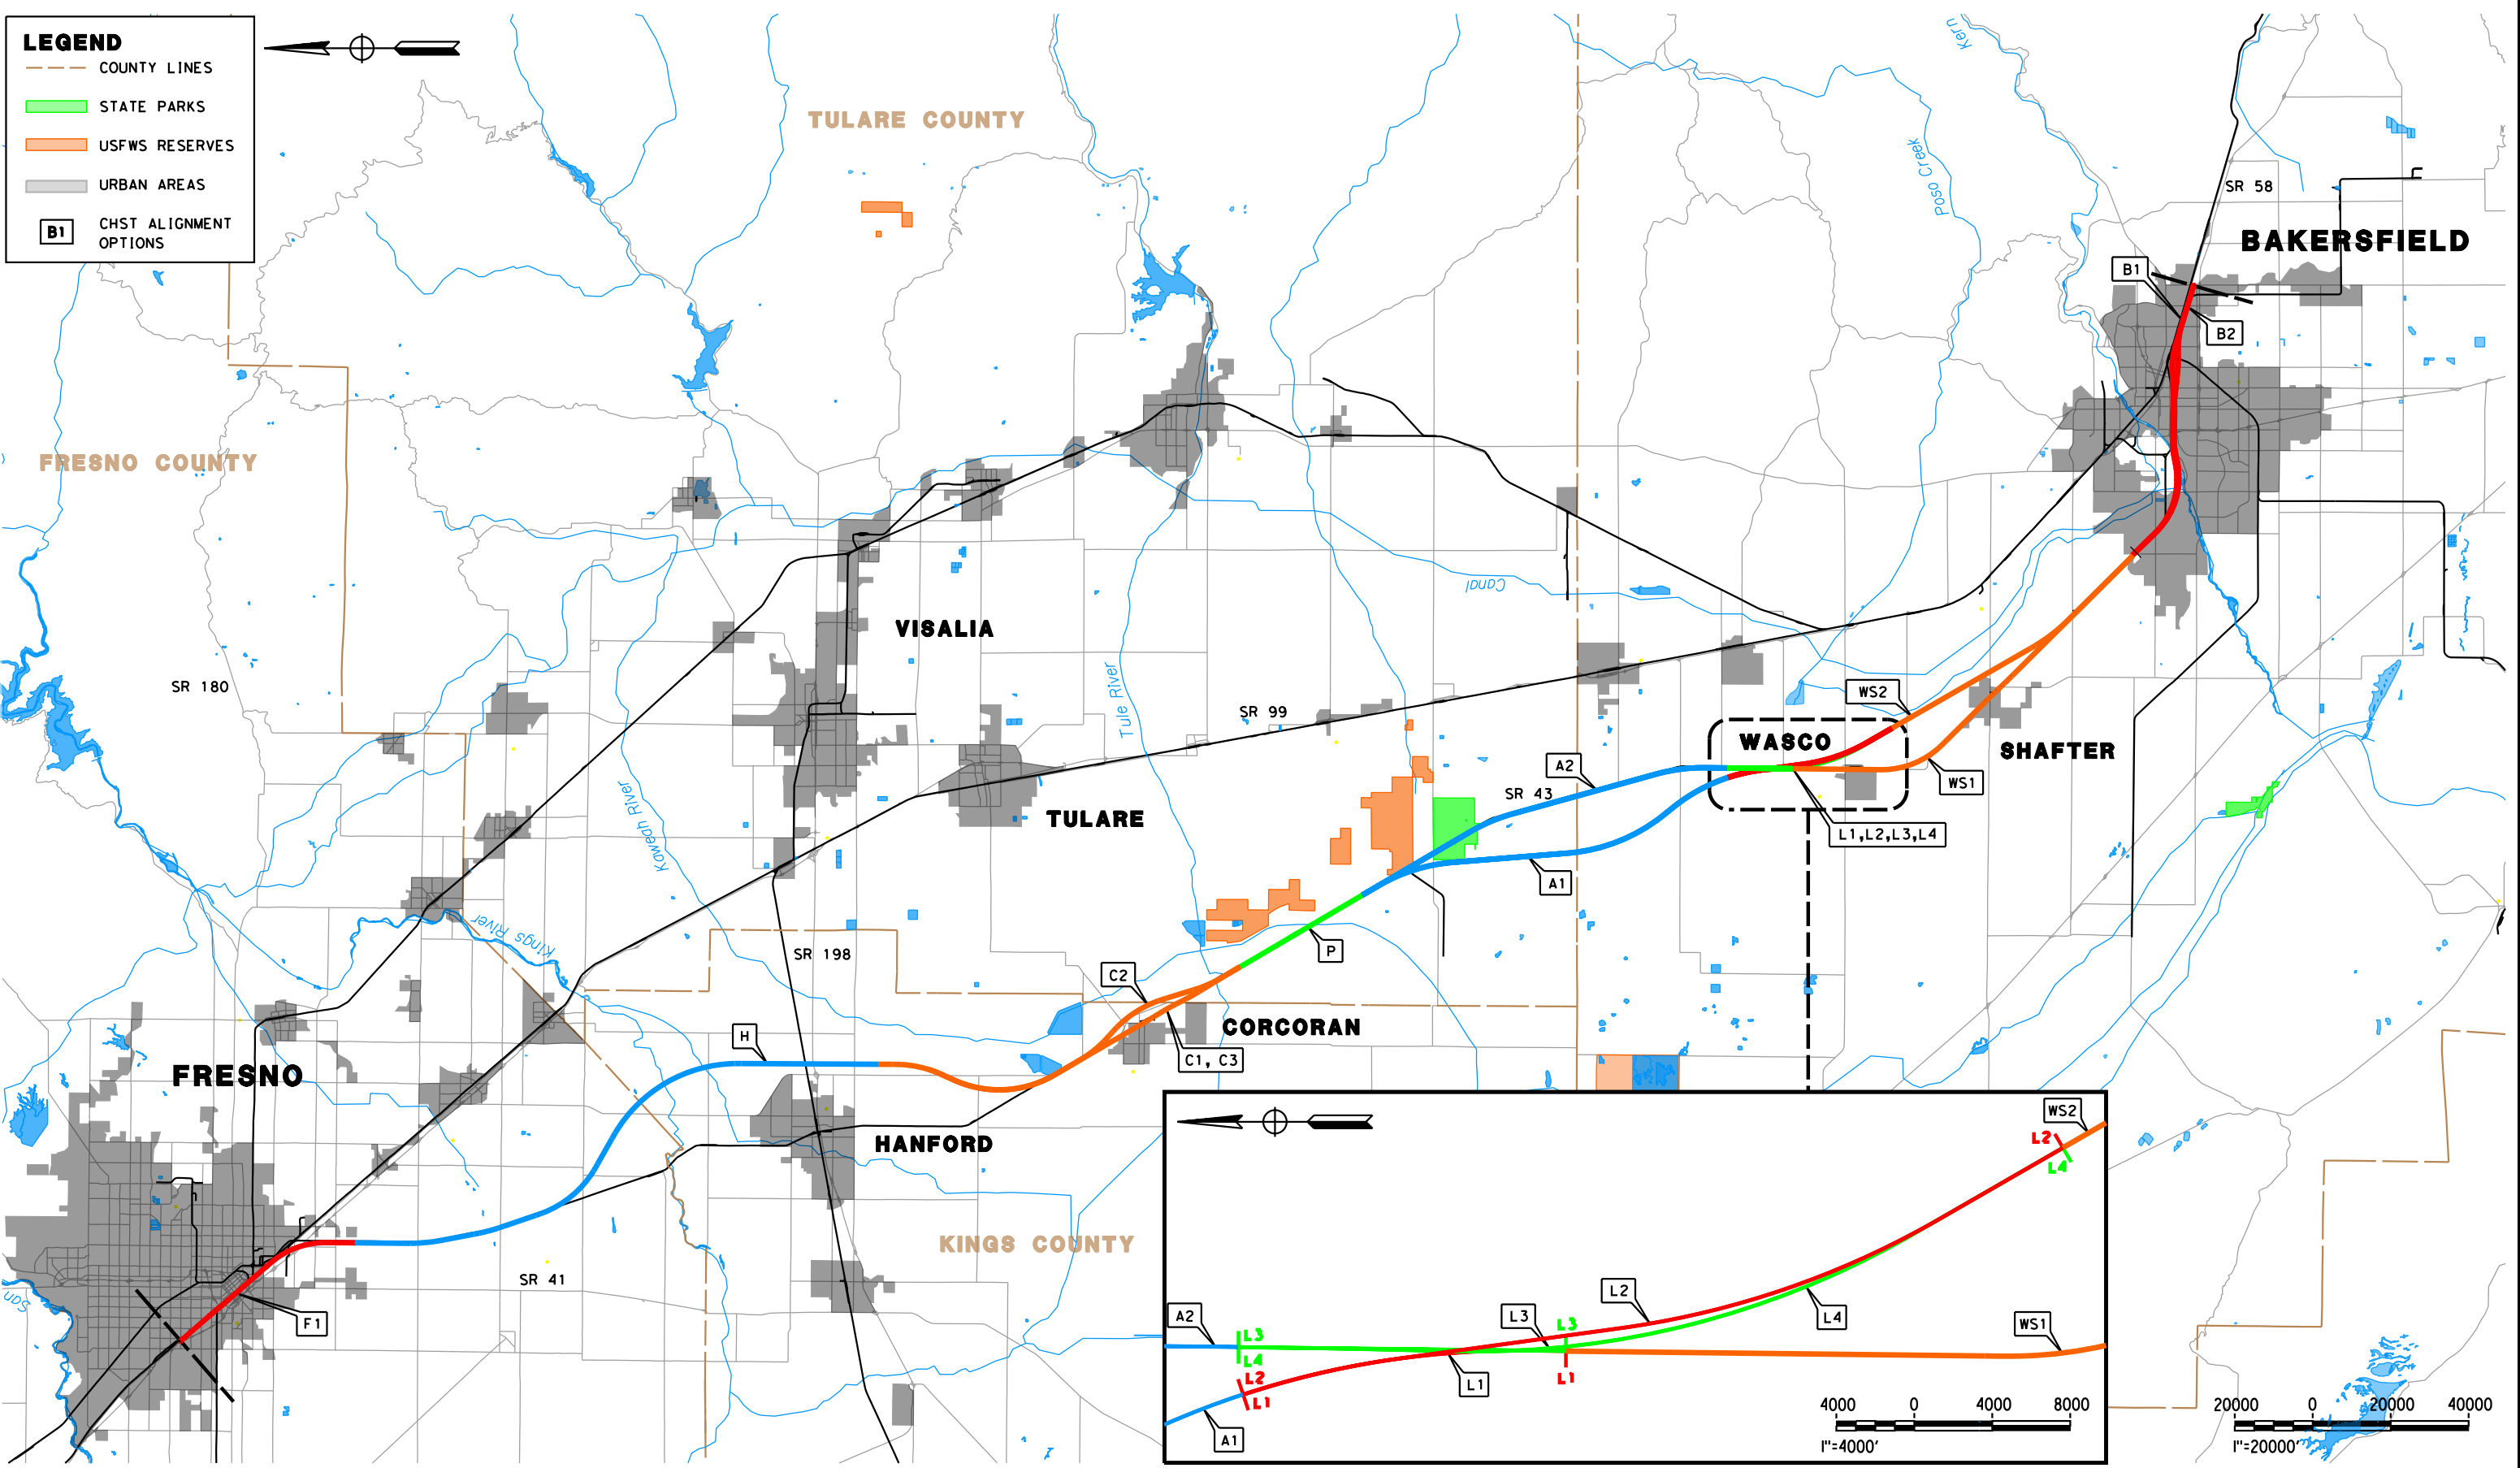 LEGEND
COUNTY LINES
STATE PARKS
USFWS RESERVES
URBAN AREAS
B1
CHST ALIGNMENT
OPTIONS
TULARE COUNTY
Kern
Poso Creek
SR 58
BAKERSFIELD
B1
B2
FRESNO COUNTY
Canal
VISALIA
SR 180
Tule River
SR 99
WS2
WASCO
SHAFTER
A2
SR 43
WS1
Kaweah River
TULARE
L1,L2,L3,L4
A1
Kings River
SR 198
P
C2
CORCORAN
H
C1, C3
FRESNO
HANFORD
KINGS COUNTY
SR 41
San
F1
WS2
L2
L4
L2
L3
L3
L4
A2
L3
L4
WS1
L2
L1
L1
L1
A1
4000 0 4000 8000
1"=4000'
20000 0 20000 40000
1"=20000'